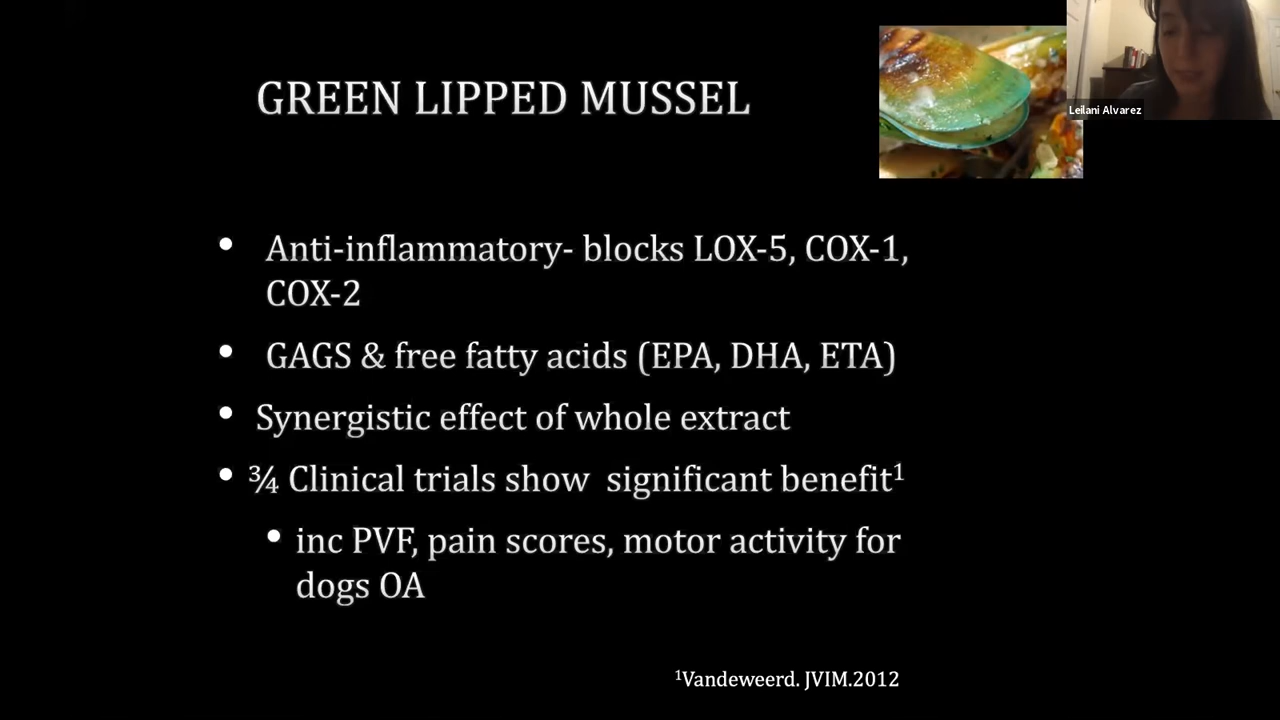 GREEN LIPPED MUSSEL
Leilani Alvarez
• Anti-inflammatory- blocks LOX-5, COX-1,
COX-2
• GAGS & free fatty acids (EPA, DHA, ETA)
• Synergistic effect of whole extract
• ¾ Clinical trials show  significant benefit¹
• inc PVF, pain scores, motor activity for
dogs OA
¹Vandeweerd. JVIM.2012